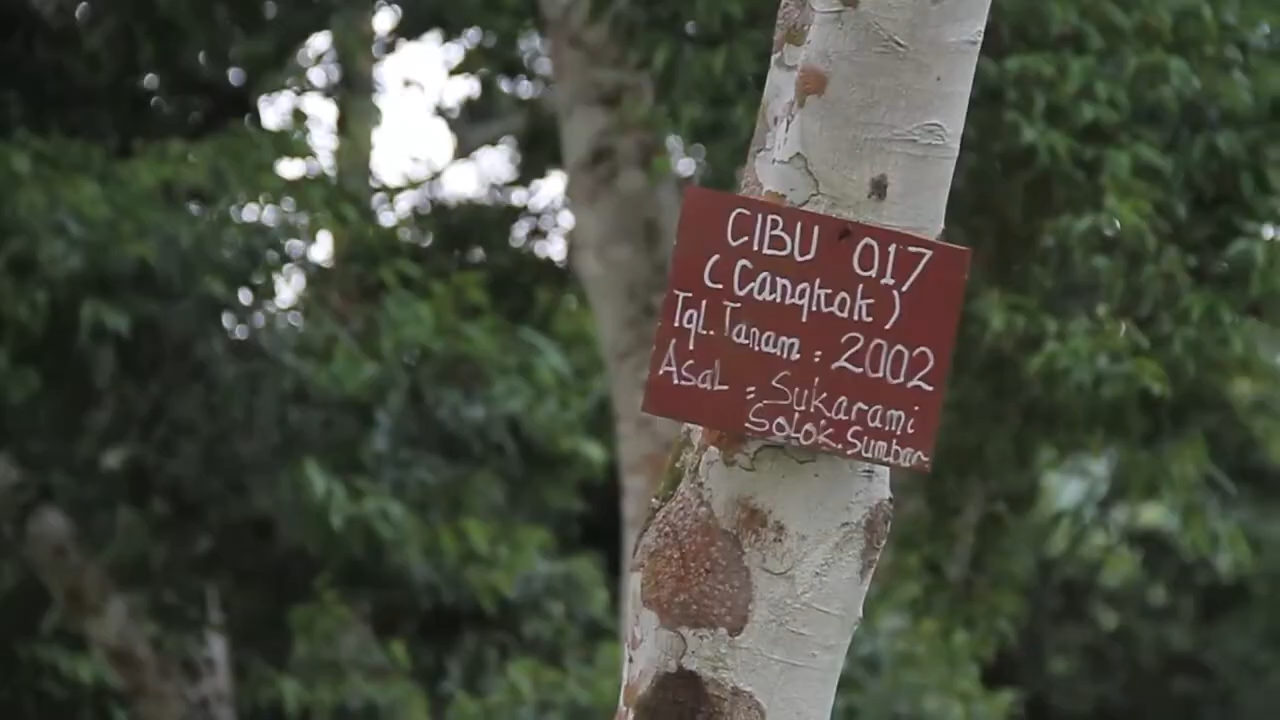 CIBU 017
(Cangkok)
Tgl. Tanam : 2002
Asal : Sukarami
Solok. Sumbar